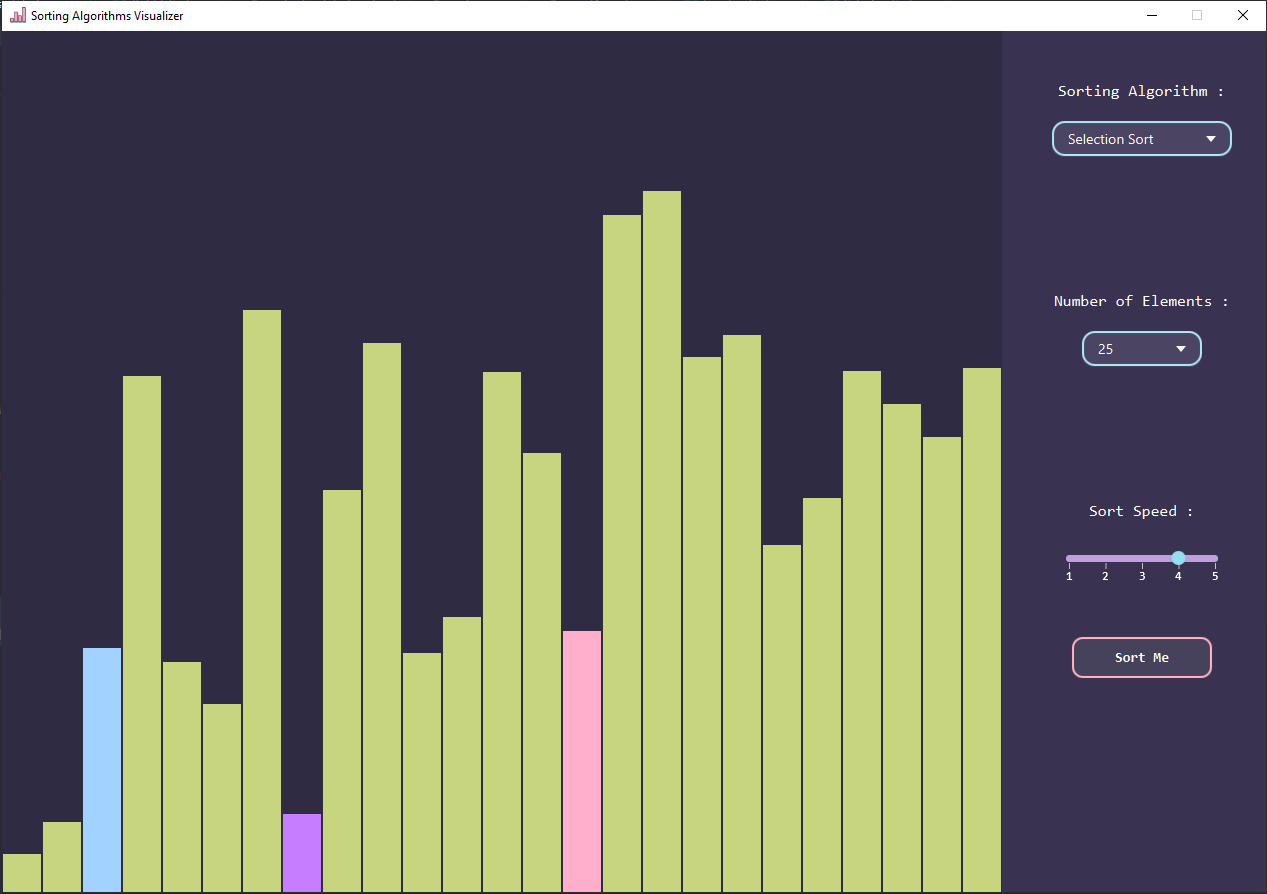 Sorting Algorithms Visualizer
Sorting Algorithm :
Selection Sort
Number of Elements :
25
Sort Speed :
1 2 3 4 5
Sort Me